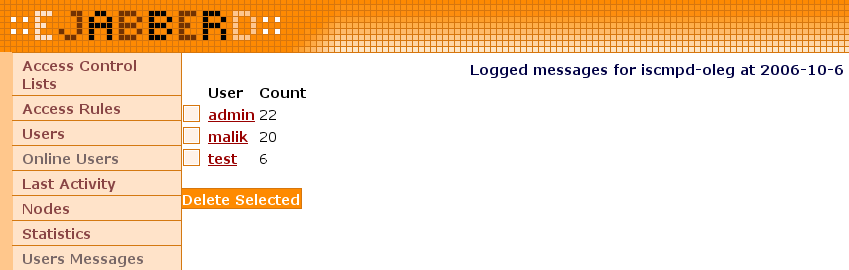 ::EJABBERD::
Access Control
Lists
Access Rules
Users
Online Users
Last Activity
Nodes
Statistics
Users Messages
Logged messages for iscmpd-oleg at 2006-10-6
User Count
admin 22
malik 20
test 6
Delete Selected